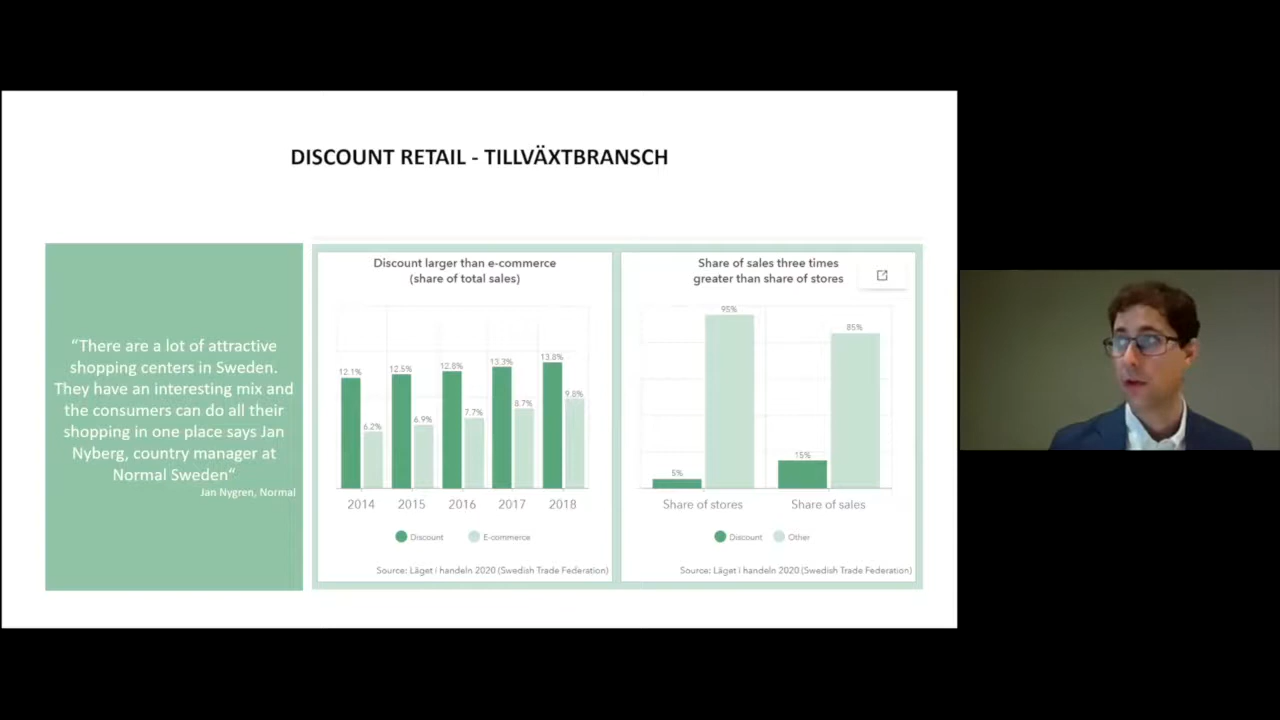 DISCOUNT RETAIL - TILLVÄXTBRANSCH
“There are a lot of attractive
shopping centers in Sweden.
They have an interesting mix and
the consumers can do all their
shopping in one place says Jan
Nyberg, country manager at
Normal Sweden“
Jan Nygren, Normal
Discount larger than e-commerce
(share of total sales)
12.1%
6.2%
12.5%
6.9%
12.8%
7.7%
13.3%
8.7%
13.8%
9.8%
2014 2015 2016 2017 2018
Discount E-commerce
Source: Läget i handeln 2020 (Swedish Trade Federation)
Share of sales three times
greater than share of stores
5%
95%
15%
85%
Share of stores Share of sales
Discount Other
Source: Läget i handeln 2020 (Swedish Trade Federation)